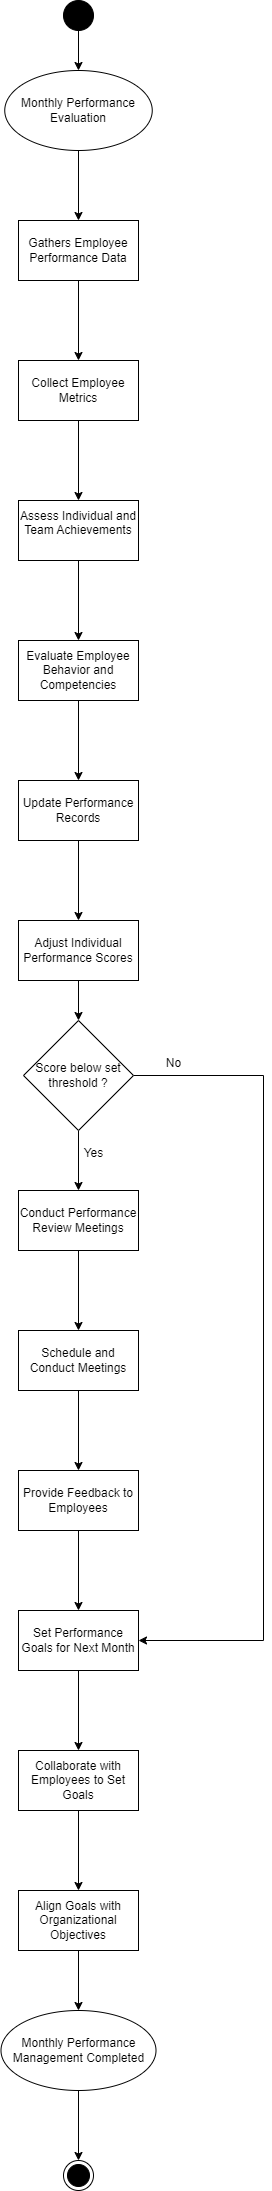 Monthly Performance
Evaluation
Gathers Employee
Performance Data
Collect Employee
Metrics
Assess Individual and
Team Achievements
Evaluate Employee
Behavior and
Competencies
Update Performance
Records
Adjust Individual
Performance Scores
Score below set
threshold ?
No
Yes
Conduct Performance
Review Meetings
Schedule and
Conduct Meetings
Provide Feedback to
Employees
Set Performance
Goals for Next Month
Collaborate with
Employees to Set
Goals
Align Goals with
Organizational
Objectives
Monthly Performance
Management Completed